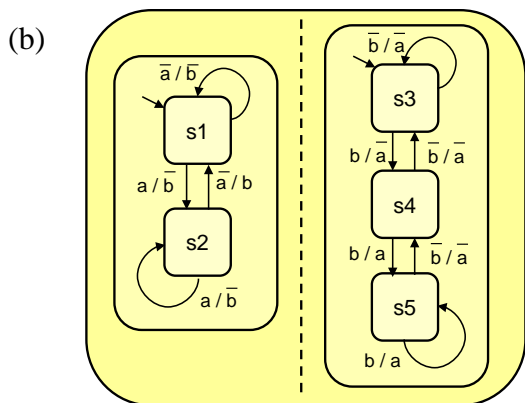 (b)
a̅ / b̅
s1
a / b̅
a̅ / b
s2
a / b̅
b̅ / a̅
s3
b / a̅
b̅ / a̅
s4
b / a
b̅ / a̅
s5
b / a